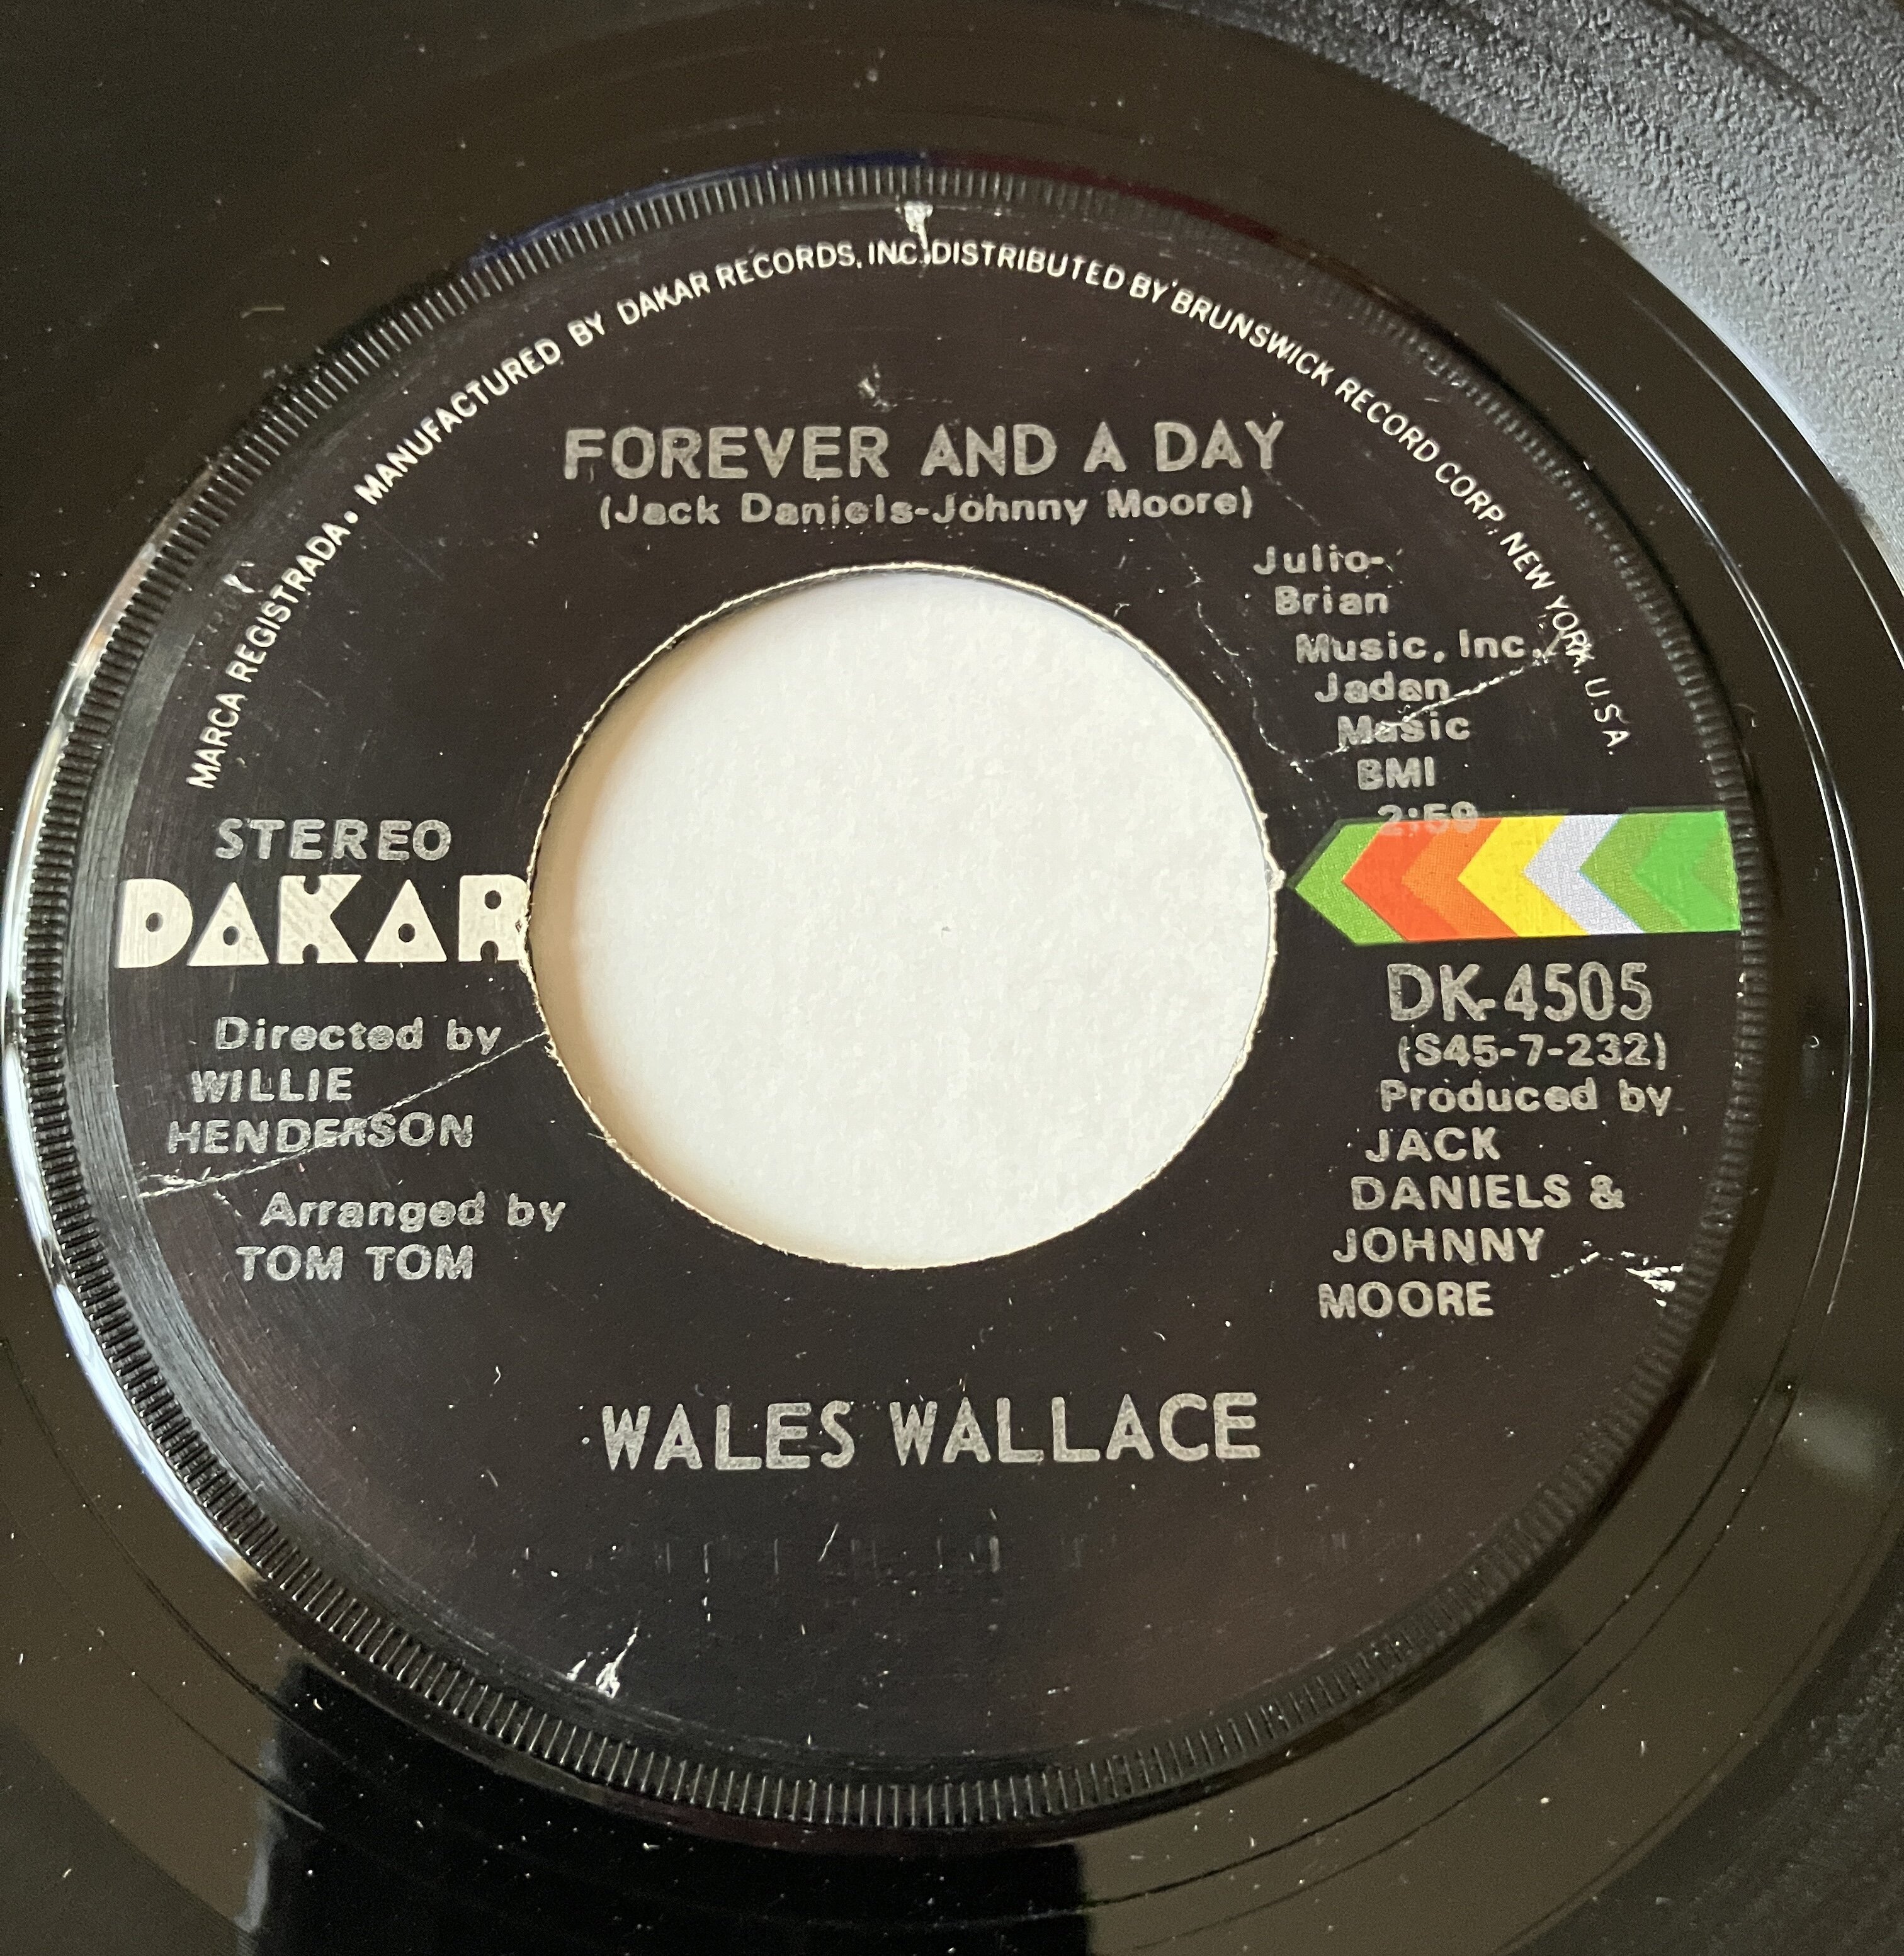 MARCA REGISTRADA. MANUFACTURED BY DAKAR RECORDS, INC. DISTRIBUTED BY BRUNSWICK RECORD CORP. NEW YORK, U.S.A.
FOREVER AND A DAY
(Jack Daniels-Johnny Moore)
Julio-
Brian
Music, Inc.
Jadan
Music
BMI
2:59
STEREO
DAKAR
Directed by
WILLIE
HENDERSON
Arranged by
TOM TOM
DK-4505
(S45-7-232)
Produced by
JACK
DANIELS &
JOHNNY
MOORE
WALES WALLACE